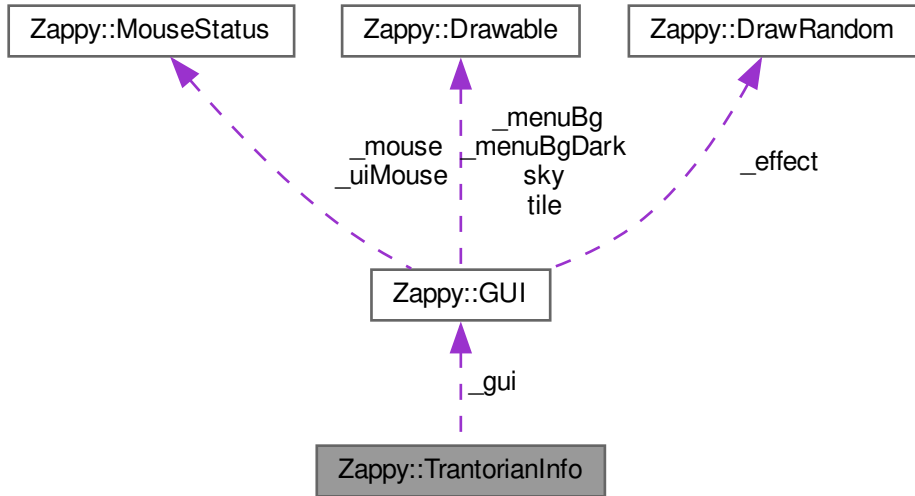 Zappy::MouseStatus
Zappy::Drawable
Zappy::DrawRandom
_mouse
_uiMouse
_menuBg
_menuBgDark
sky
tile
_effect
Zappy::GUI
_gui
Zappy::TrantorianInfo